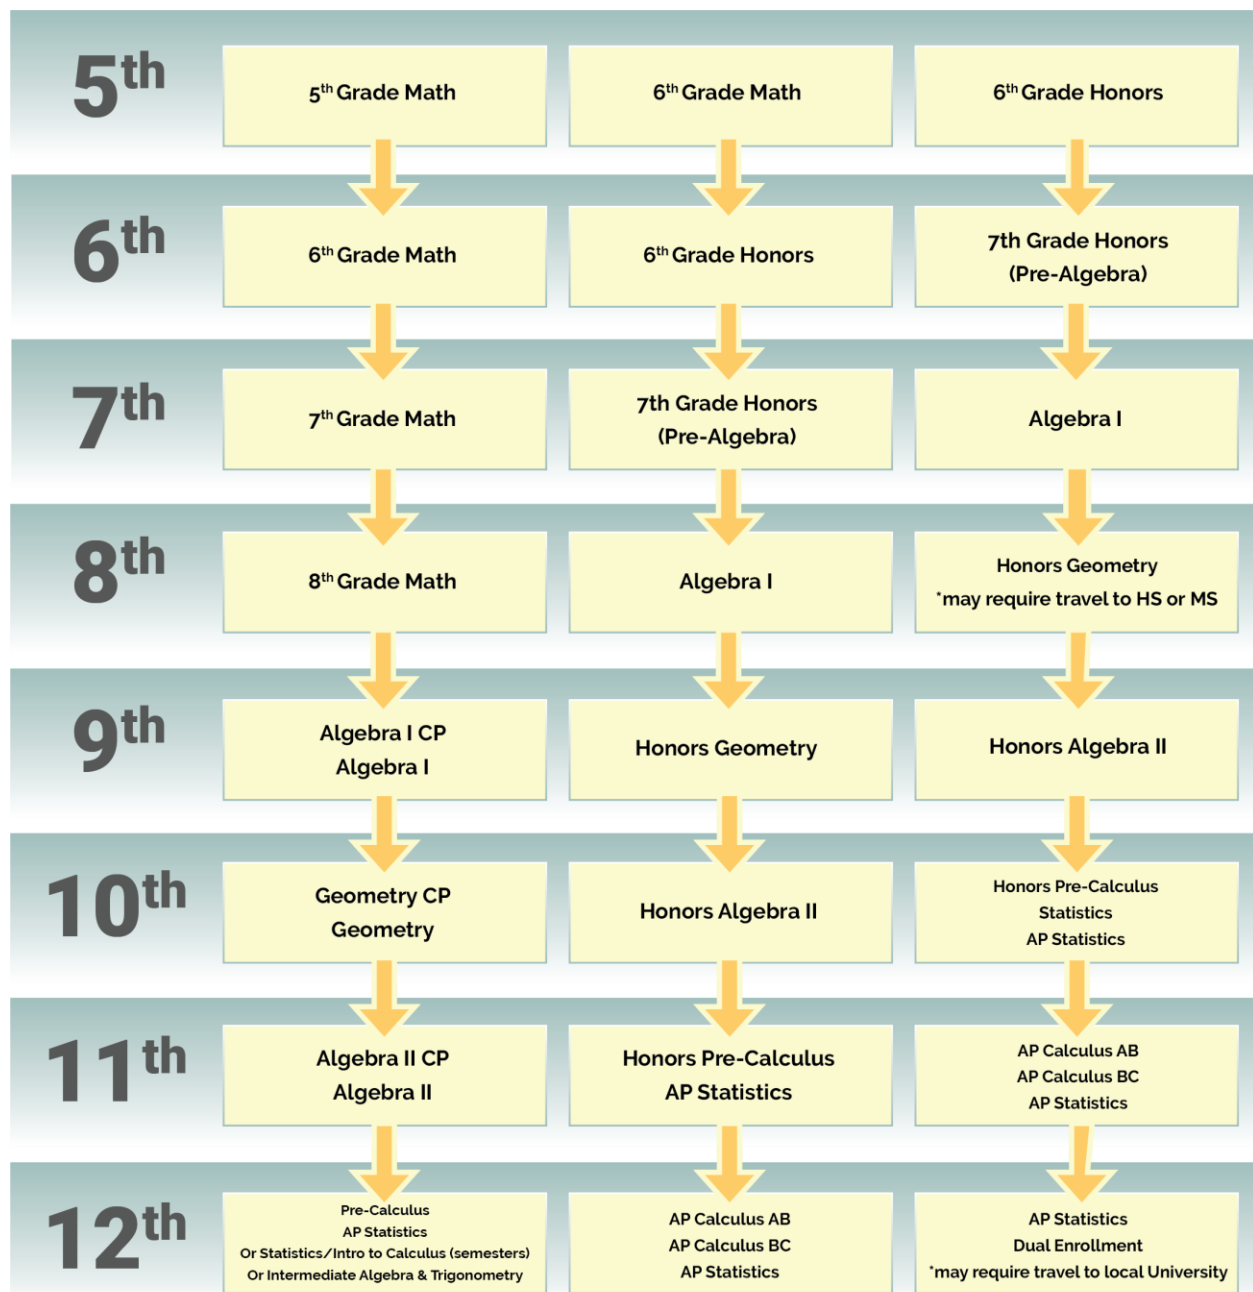 5th
5th Grade Math
6th Grade Math
6th Grade Honors
6th
6th Grade Math
6th Grade Honors
7th Grade Honors
(Pre-Algebra)
7th
7th Grade Math
7th Grade Honors
(Pre-Algebra)
Algebra I
8th
8th Grade Math
Algebra I
Honors Geometry
*may require travel to HS or MS
9th
Algebra I CP
Algebra I
Honors Geometry
Honors Algebra II
10th
Geometry CP
Geometry
Honors Algebra II
Honors Pre-Calculus
Statistics
AP Statistics
11th
Algebra II CP
Algebra II
Honors Pre-Calculus
AP Statistics
AP Calculus AB
AP Calculus BC
AP Statistics
12th
Pre-Calculus
AP Statistics
Or Statistics/Intro to Calculus (semesters)
Or Intermediate Algebra & Trigonometry
AP Calculus AB
AP Calculus BC
AP Statistics
AP Statistics
Dual Enrollment
*may require travel to local University